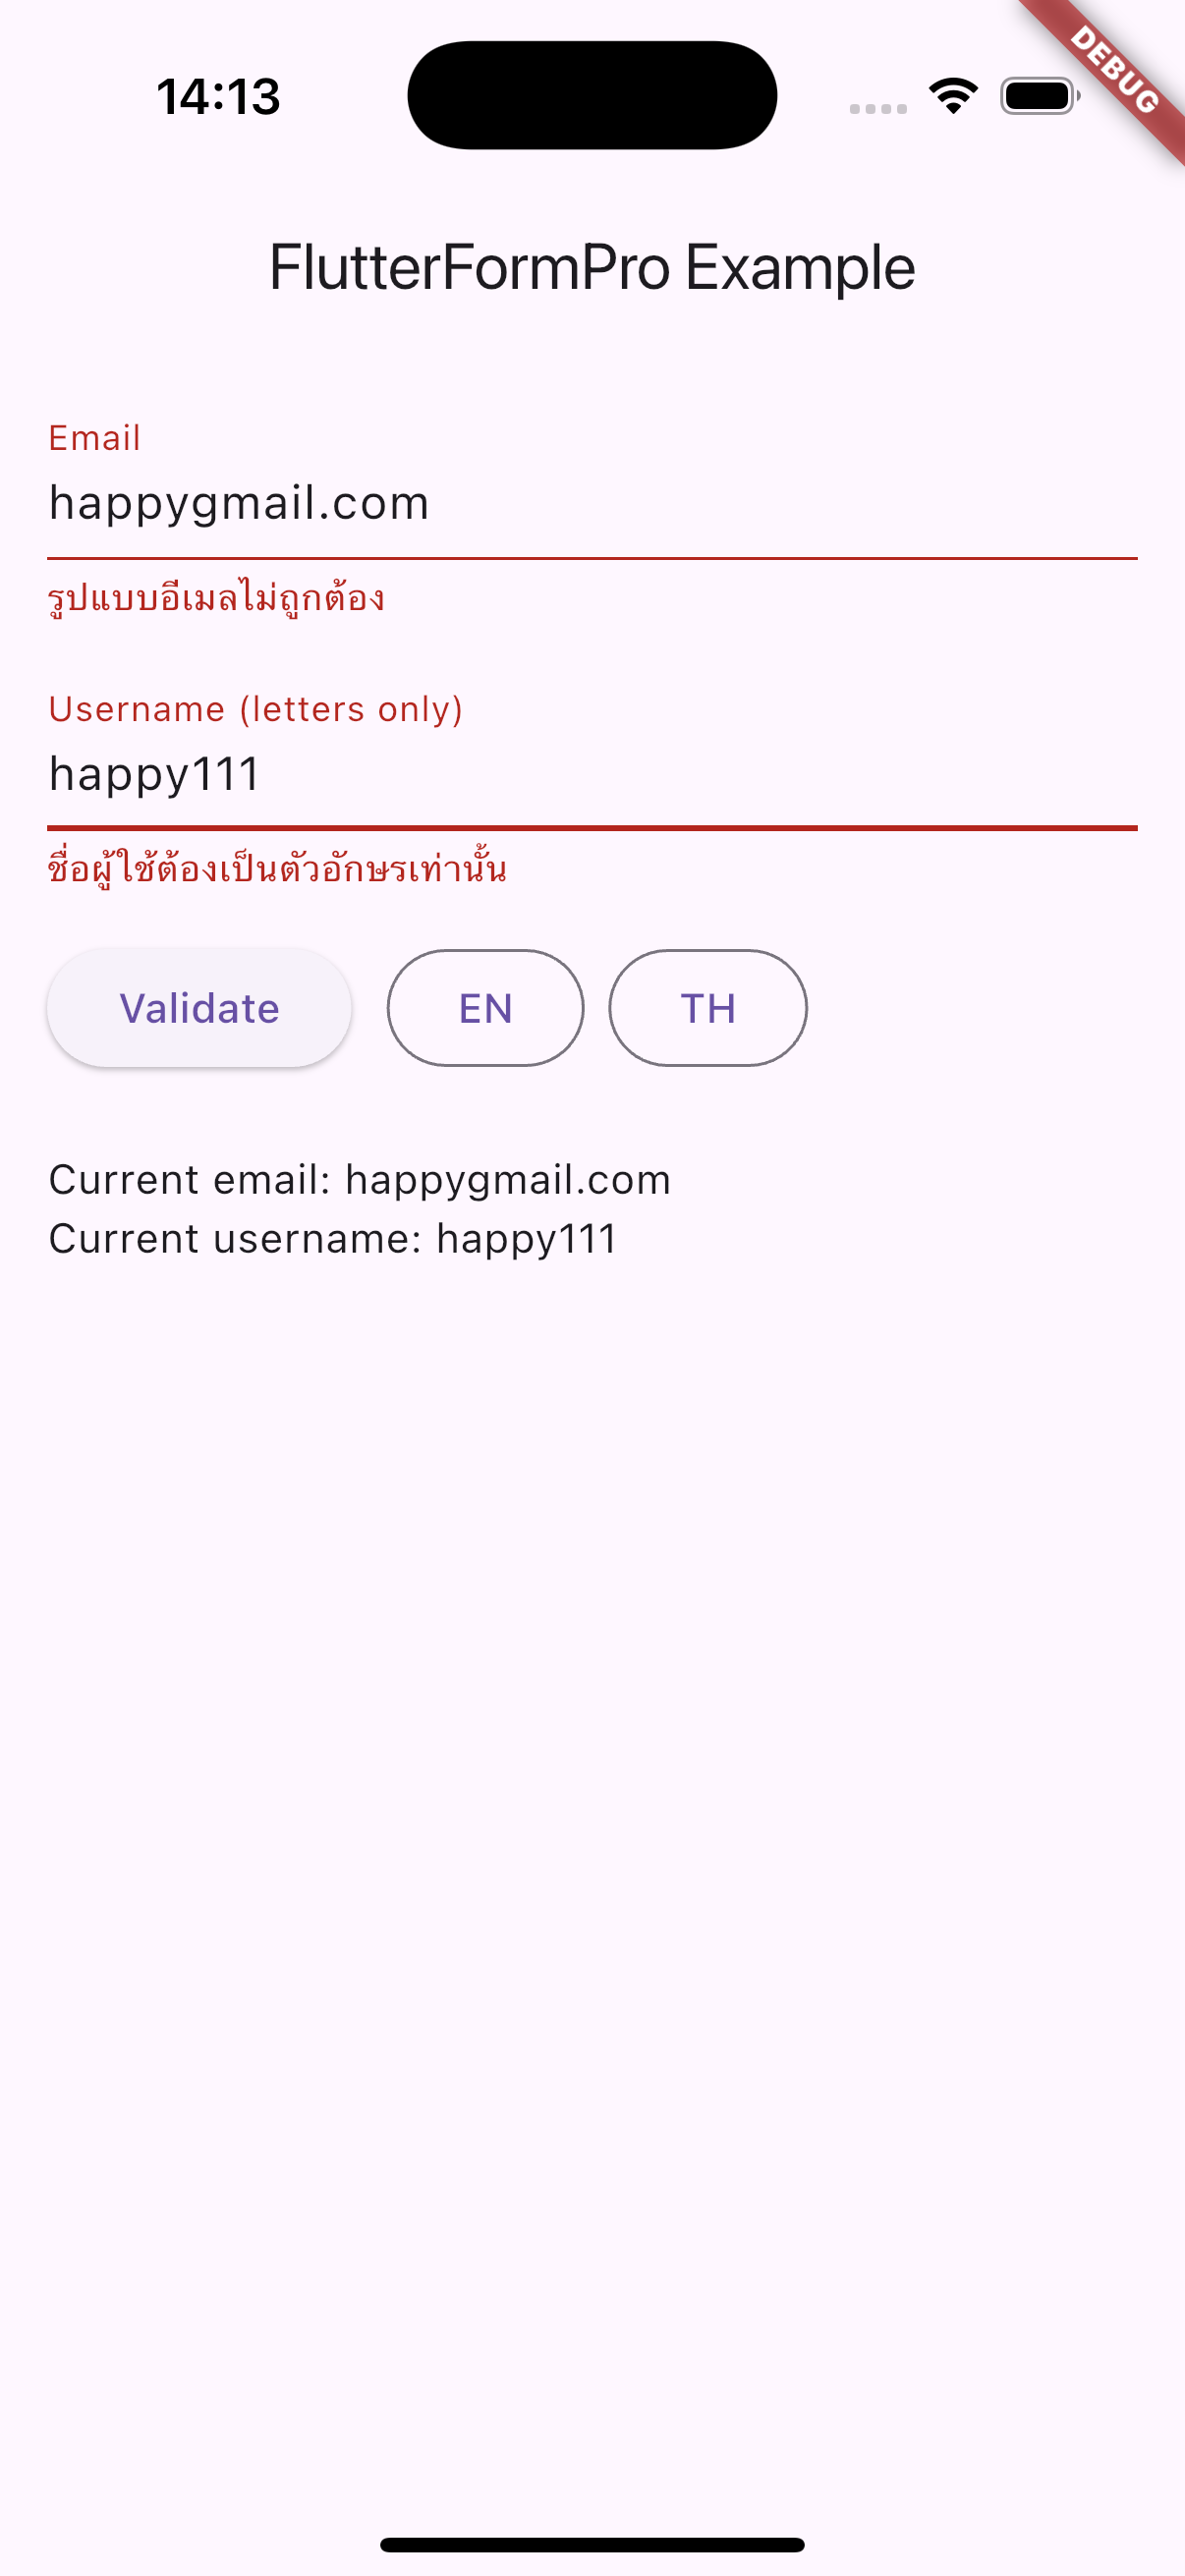 14:13
DEBUG
FlutterFormPro Example
Email
happygmail.com
รูปแบบอีเมลไม่ถูกต้อง
Username (letters only)
happy111
ชื่อผู้ใช้ต้องเป็นตัวอักษรเท่านั้น
Validate EN TH
Current email: happygmail.com
Current username: happy111